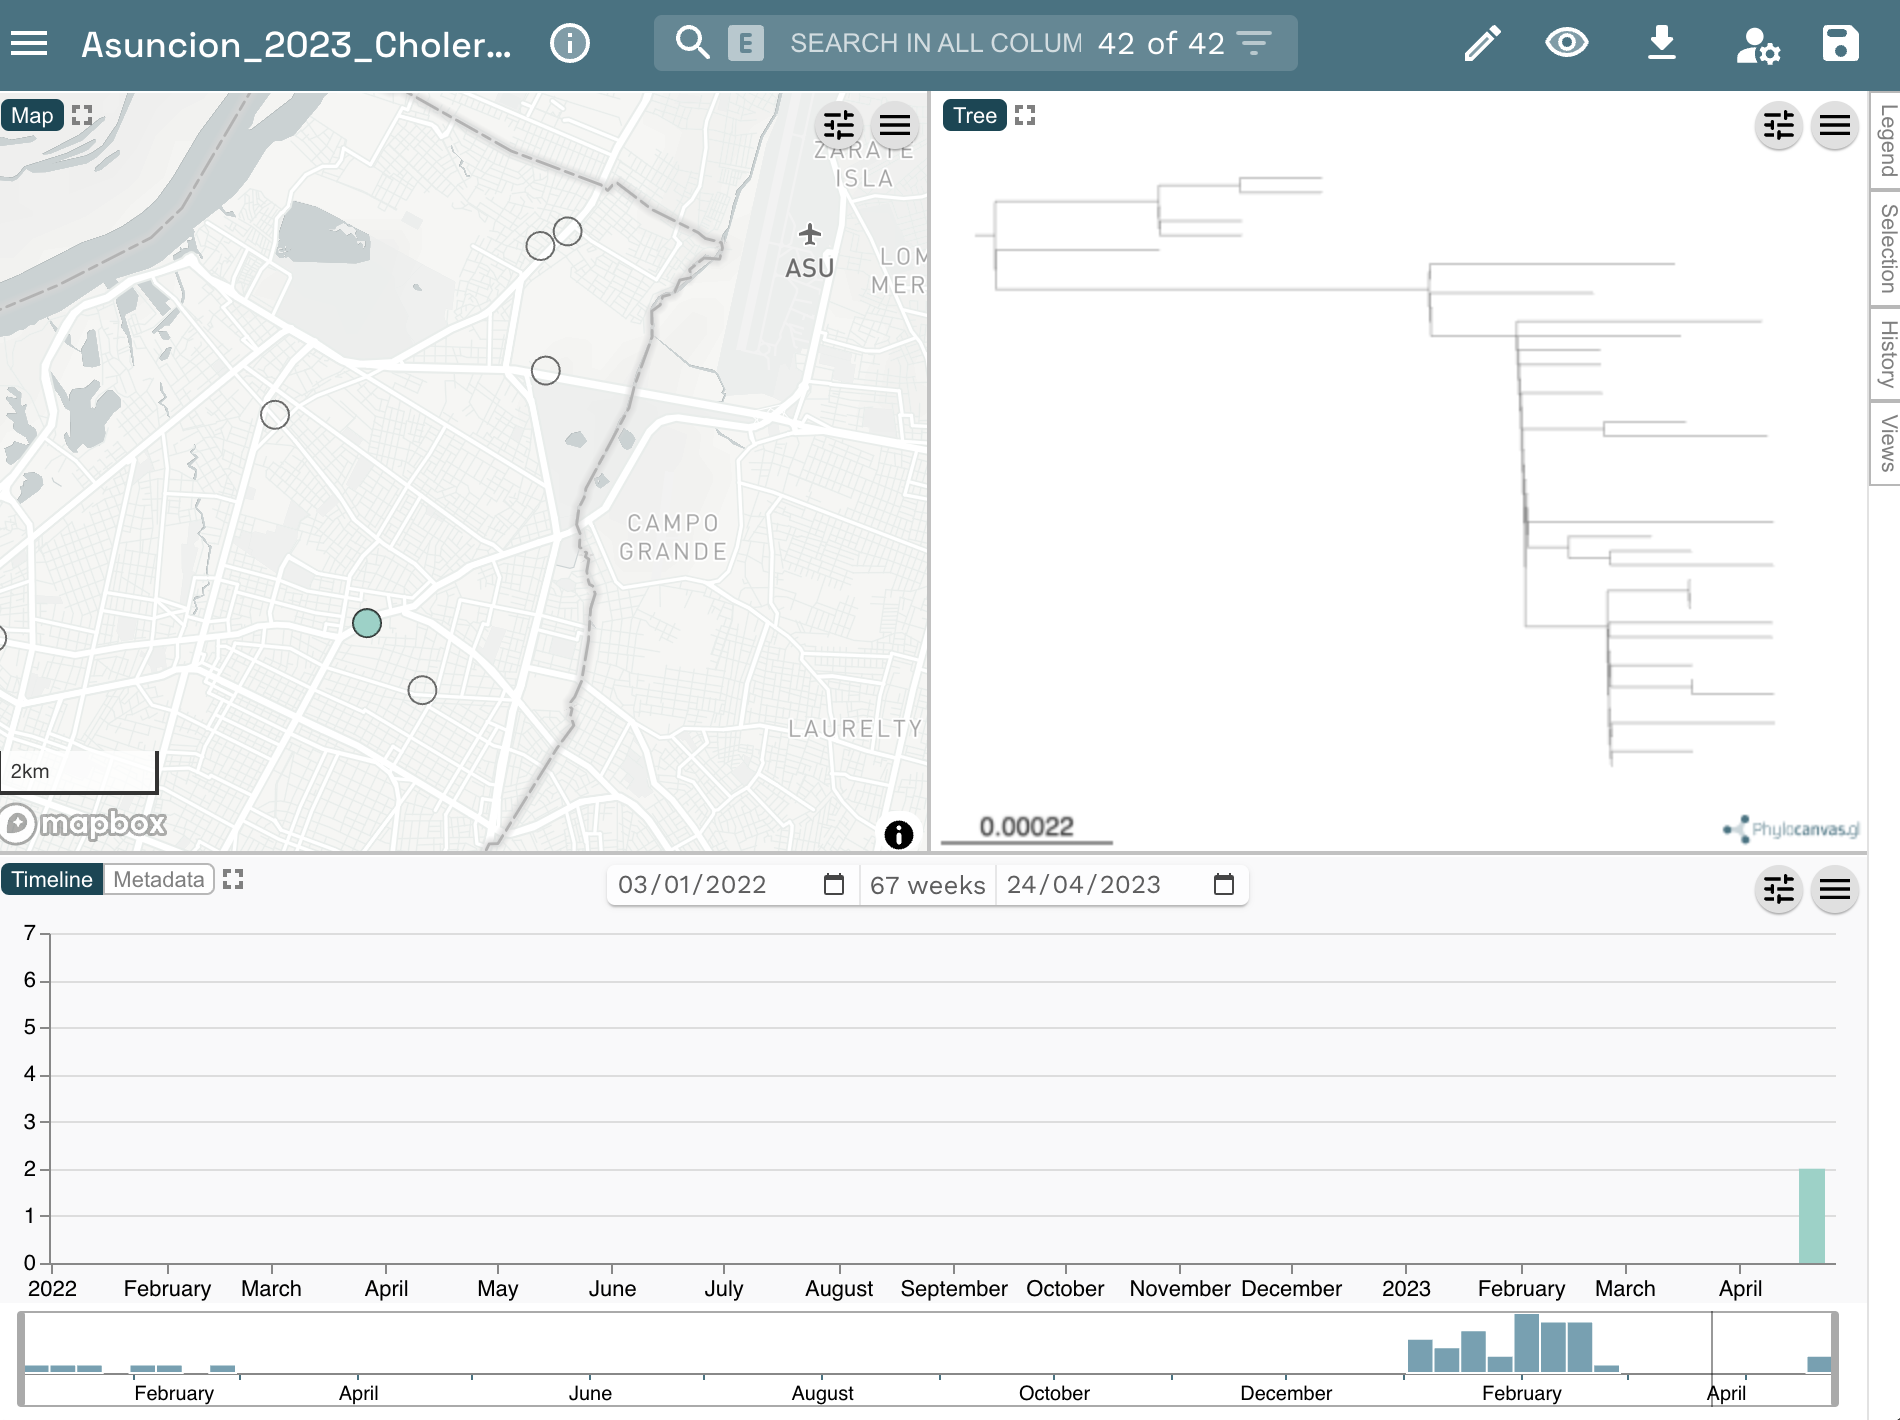 Asuncion_2023_Choler...
i
E
SEARCH IN ALL COLUM
42 of 42
Map
ZARATE
ISLA
ASU
LOM
MER
CAMPO
GRANDE
LAURELTY
2km
mapbox
Tree
0.00022
Phylocanvas.gl
Legend
Selection
History
Views
Timeline
Metadata
03/01/2022
67 weeks
24/04/2023
7
6
5
4
3
2
1
0
2022 February March April May June July August September October November December 2023 February March April
February April June August October December February April